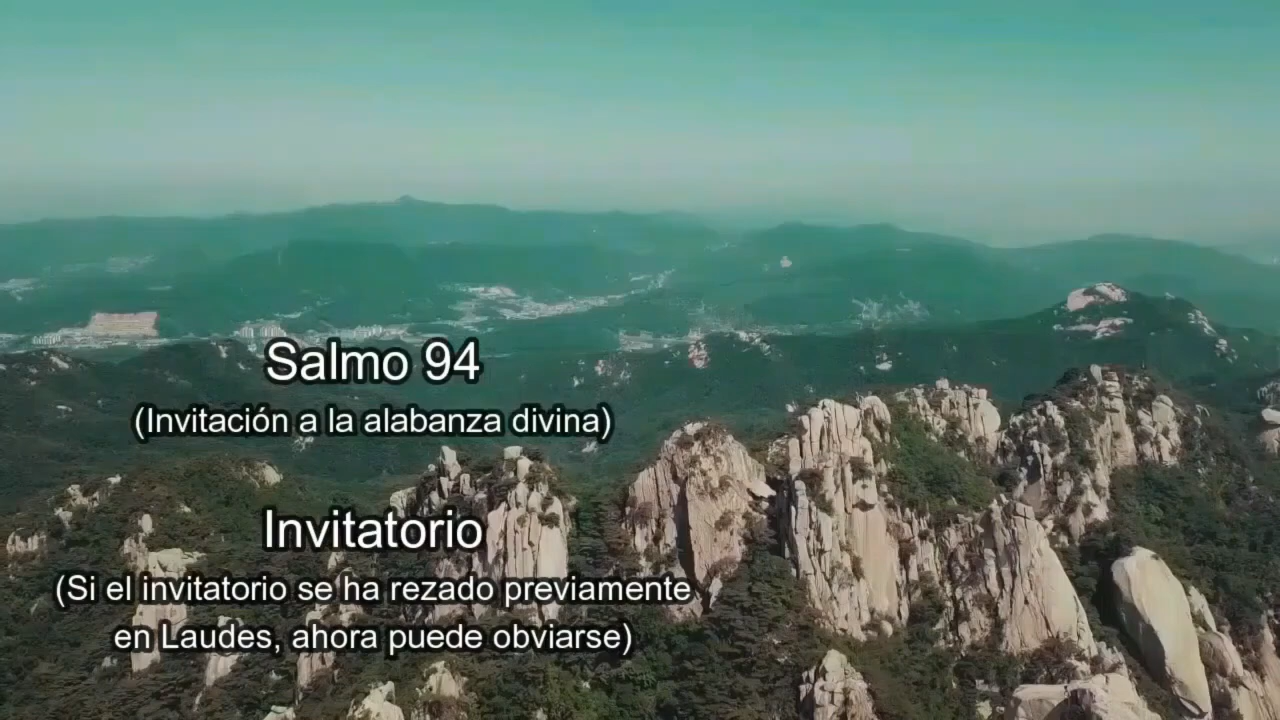 Salmo 94
(Invitación a la alabanza divina)
Invitatorio
(Si el invitatorio se ha rezado previamente
en Laudes, ahora puede obviarse)